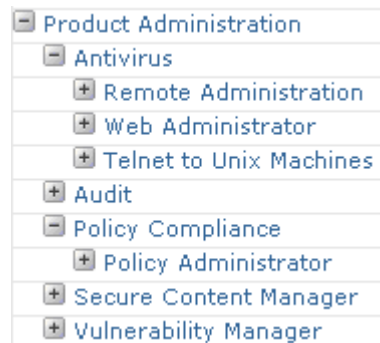 Product Administration
Antivirus
Remote Administration
Web Administrator
Telnet to Unix Machines
Audit
Policy Compliance
Policy Administrator
Secure Content Manager
Vulnerability Manager